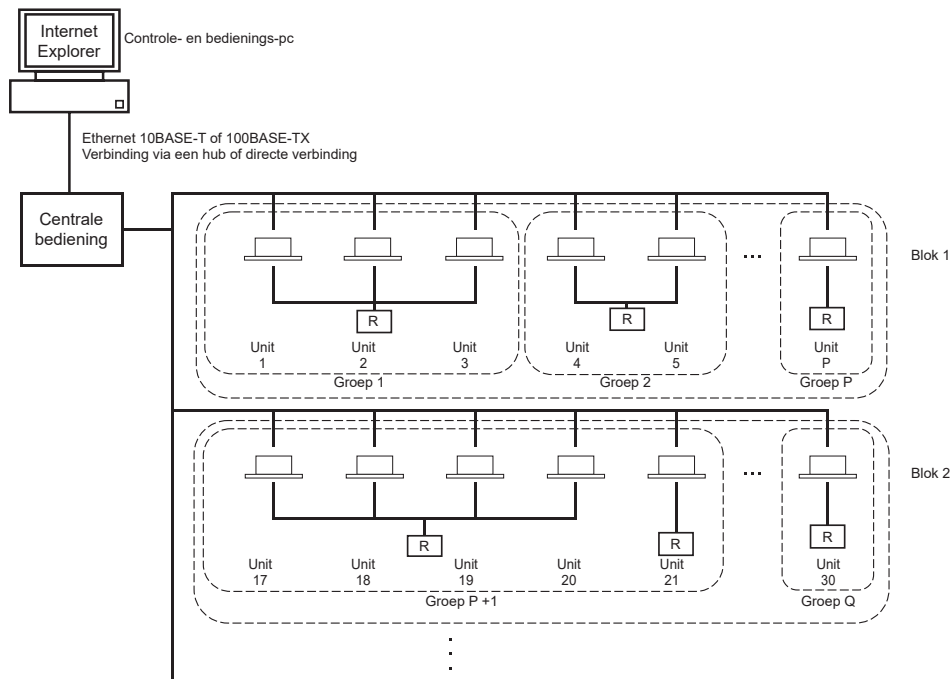 Internet
Explorer
Controle- en bedienings-pc
Ethernet 10BASE-T of 100BASE-TX
Verbinding via een hub of directe verbinding
Centrale
bediening
...
Blok 1
R
R
R
Unit
1
Unit
2
Unit
3
Unit
4
Unit
5
Unit
P
Groep 1
Groep 2
Groep P
...
Blok 2
R
R
R
Unit
17
Unit
18
Unit
19
Unit
20
Unit
21
Unit
30
Groep P +1
Groep Q